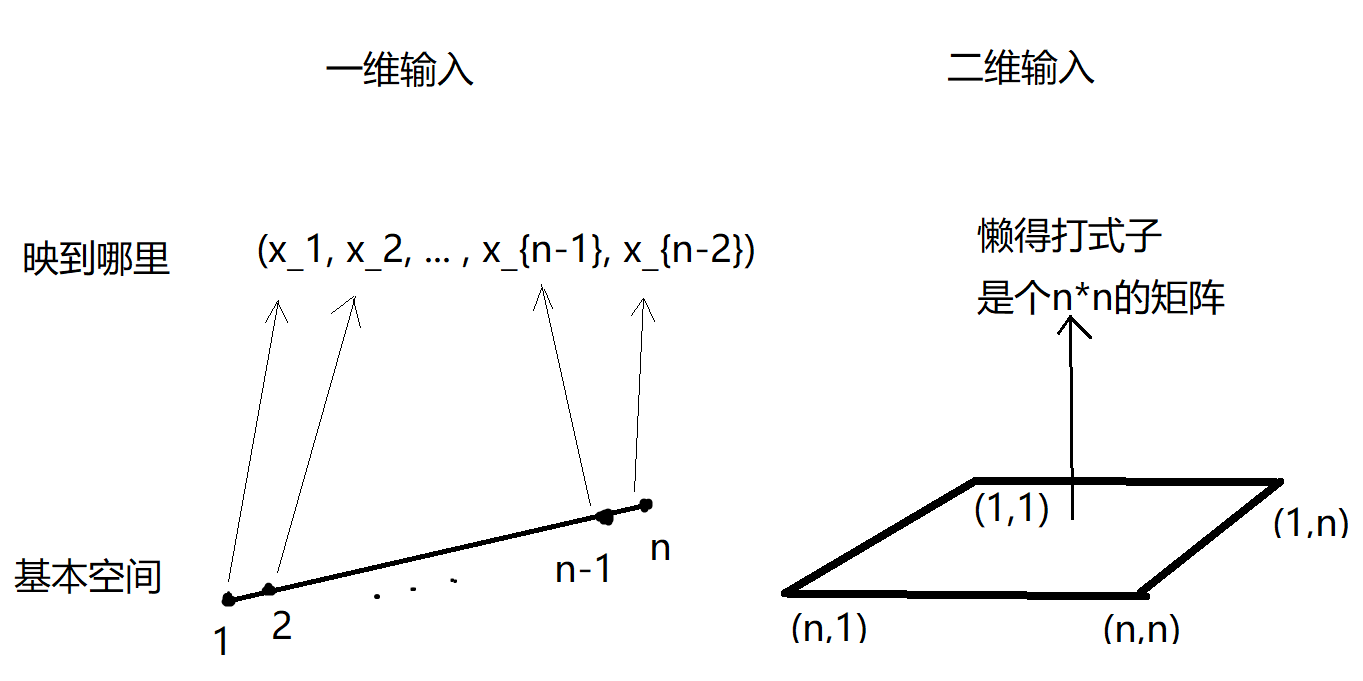 一维输入
二维输入
映到哪里
(x_1, x_2, ... , x_{n-1}, x_{n-2})
懒得打式子
是个n*n的矩阵
基本空间
1
2
n-1
n
(1,1)
(1,n)
(n,1)
(n,n)